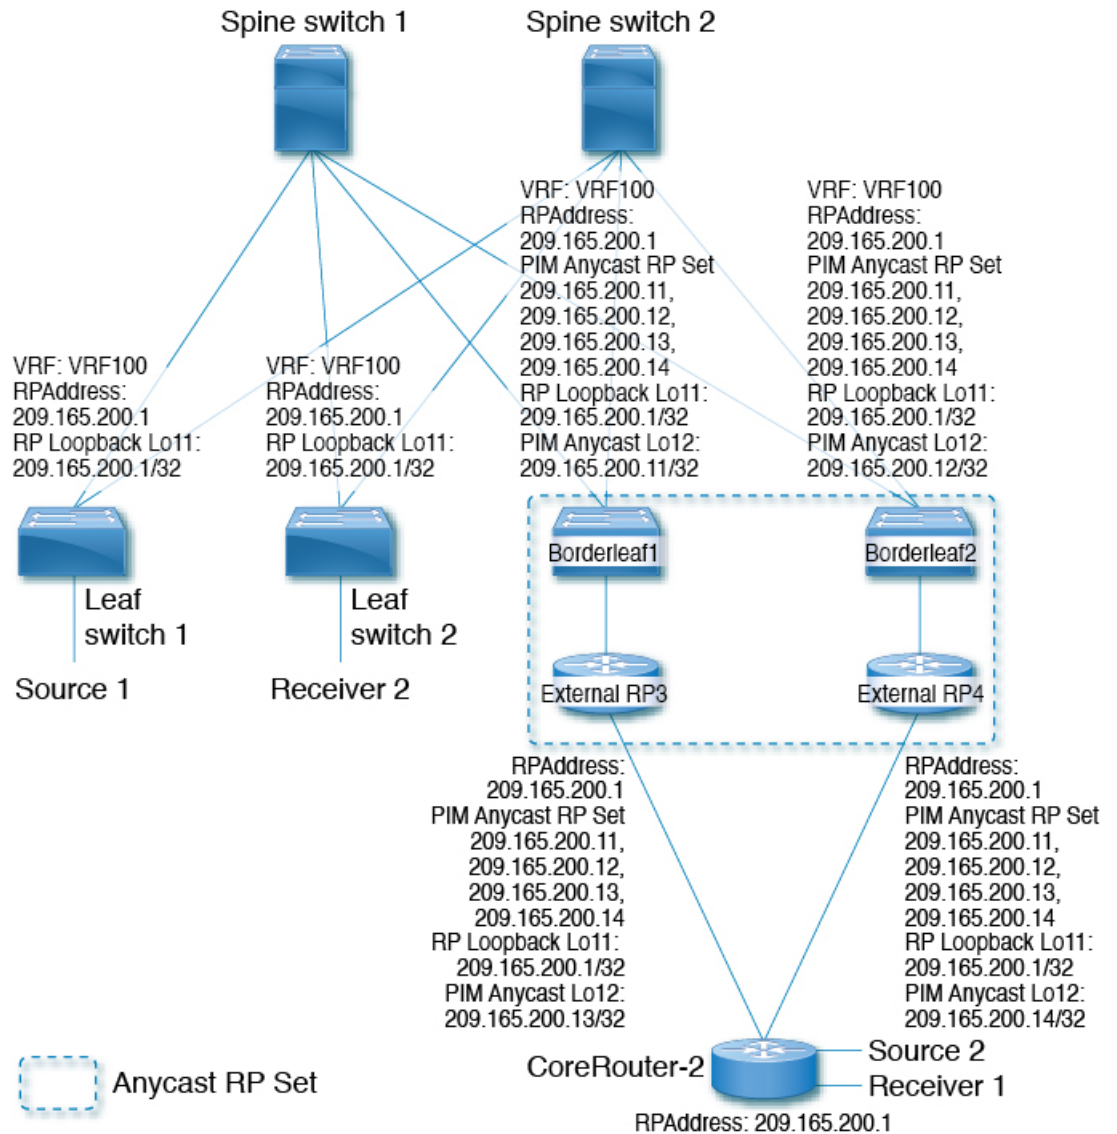 Spine switch 1
Spine switch 2
VRF: VRF100
RPAddress:
209.165.200.1
PIM Anycast RP Set
209.165.200.11,
209.165.200.12,
209.165.200.13,
209.165.200.14
RP Loopback Lo11:
209.165.200.1/32
PIM Anycast Lo12:
209.165.200.11/32
VRF: VRF100
RPAddress:
209.165.200.1
PIM Anycast RP Set
209.165.200.11,
209.165.200.12,
209.165.200.13,
209.165.200.14
RP Loopback Lo11:
209.165.200.1/32
PIM Anycast Lo12:
209.165.200.12/32
VRF: VRF100
RPAddress:
209.165.200.1
RP Loopback Lo11:
209.165.200.1/32
VRF: VRF100
RPAddress:
209.165.200.1
RP Loopback Lo11:
209.165.200.1/32
Borderleaf1
Borderleaf2
Leaf
switch 1
Leaf
switch 2
Source 1
Receiver 2
External RP3
External RP4
RPAddress:
209.165.200.1
PIM Anycast RP Set
209.165.200.11,
209.165.200.12,
209.165.200.13,
209.165.200.14
RP Loopback Lo11:
209.165.200.1/32
PIM Anycast Lo12:
209.165.200.13/32
RPAddress:
209.165.200.1
PIM Anycast RP Set
209.165.200.11,
209.165.200.12,
209.165.200.13,
209.165.200.14
RP Loopback Lo11:
209.165.200.1/32
PIM Anycast Lo12:
209.165.200.14/32
Anycast RP Set
CoreRouter-2
Source 2
Receiver 1
RPAddress: 209.165.200.1